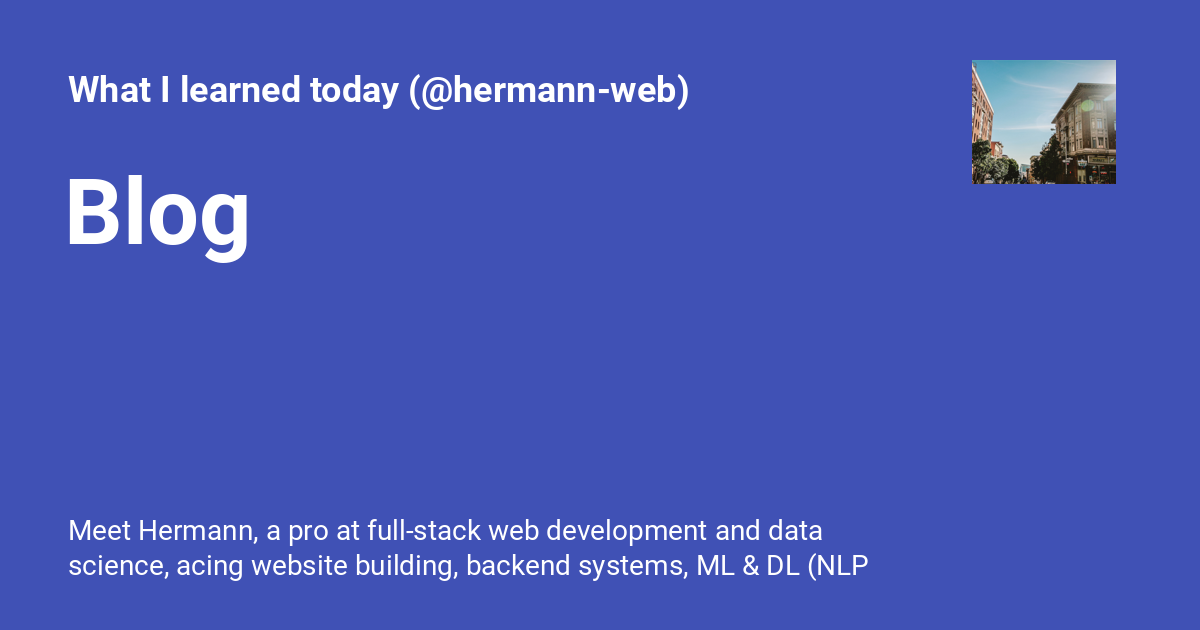 What I learned today (@hermann-web)
Blog
Meet Hermann, a pro at full-stack web development and data
science, acing website building, backend systems, ML & DL (NLP